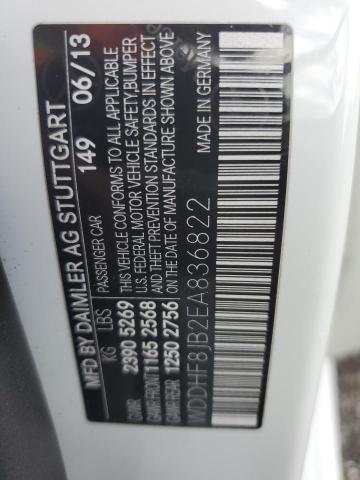 MFD BY DAIMLER AG STUTTGART
149 06/13
PASSENGER CAR
THIS VEHICLE CONFORMS TO ALL APPLICABLE
U.S. FEDERAL MOTOR VEHICLE SAFETY, BUMPER
AND THEFT PREVENTION STANDARDS IN EFFECT
ON THE DATE OF MANUFACTURE SHOWN ABOVE
KG LBS
GVWR 2390 5269
GAWR FRONT 1165 2568
GAWR REAR 1250 2756
MADE IN GERMANY
WDDHF8JB2EA836822